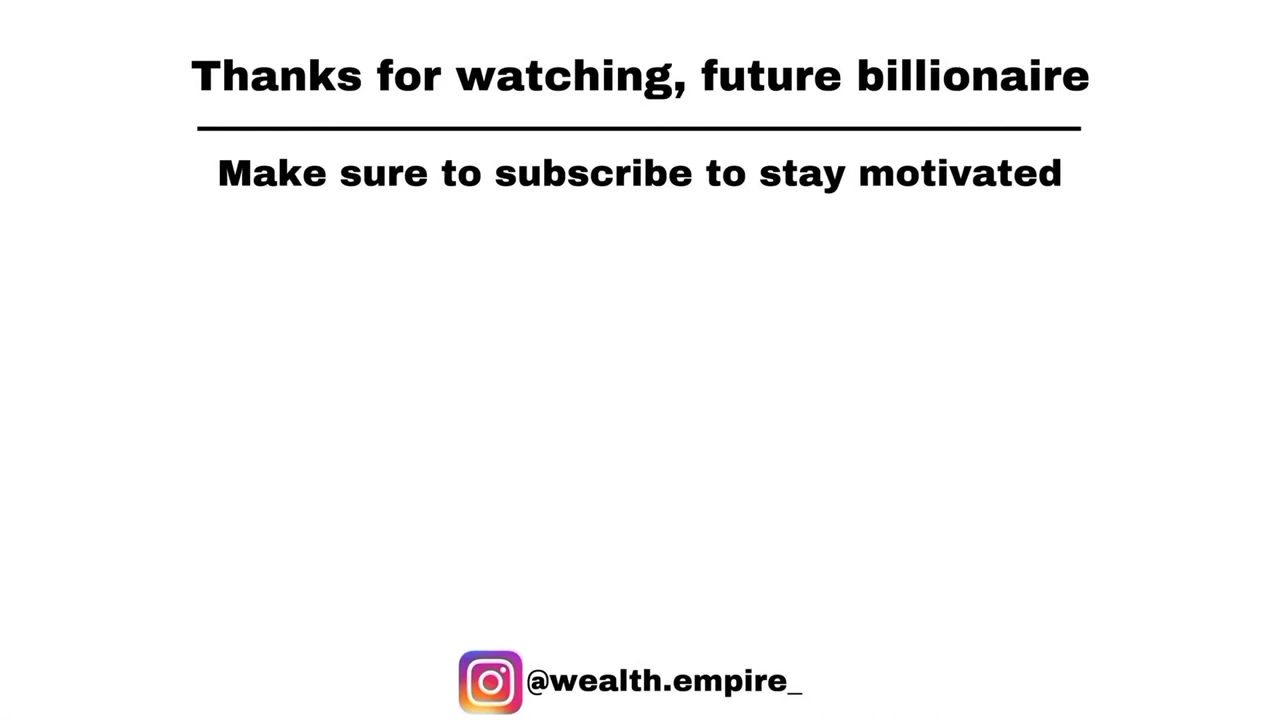 Thanks for watching, future billionaire
Make sure to subscribe to stay motivated
@wealth.empire_